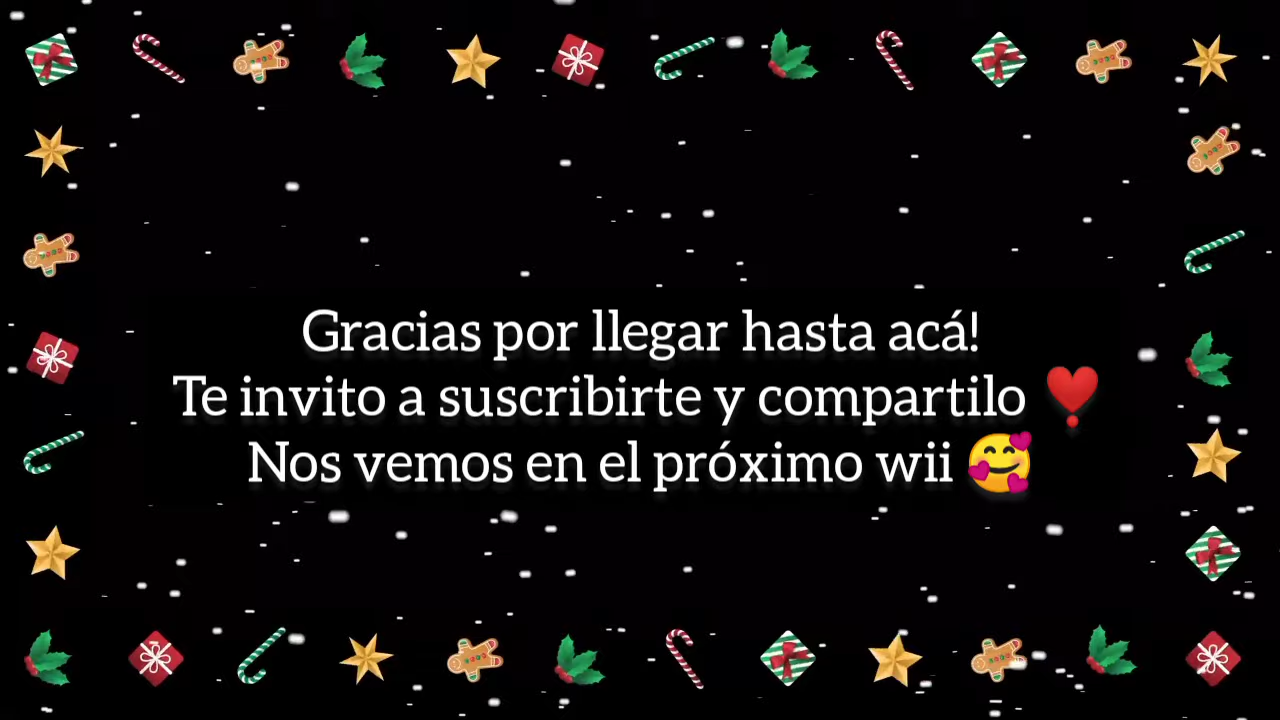 Gracias por llegar hasta acá!
Te invito a suscribirte y compartilo ❣️
Nos vemos en el próximo wii 🥰